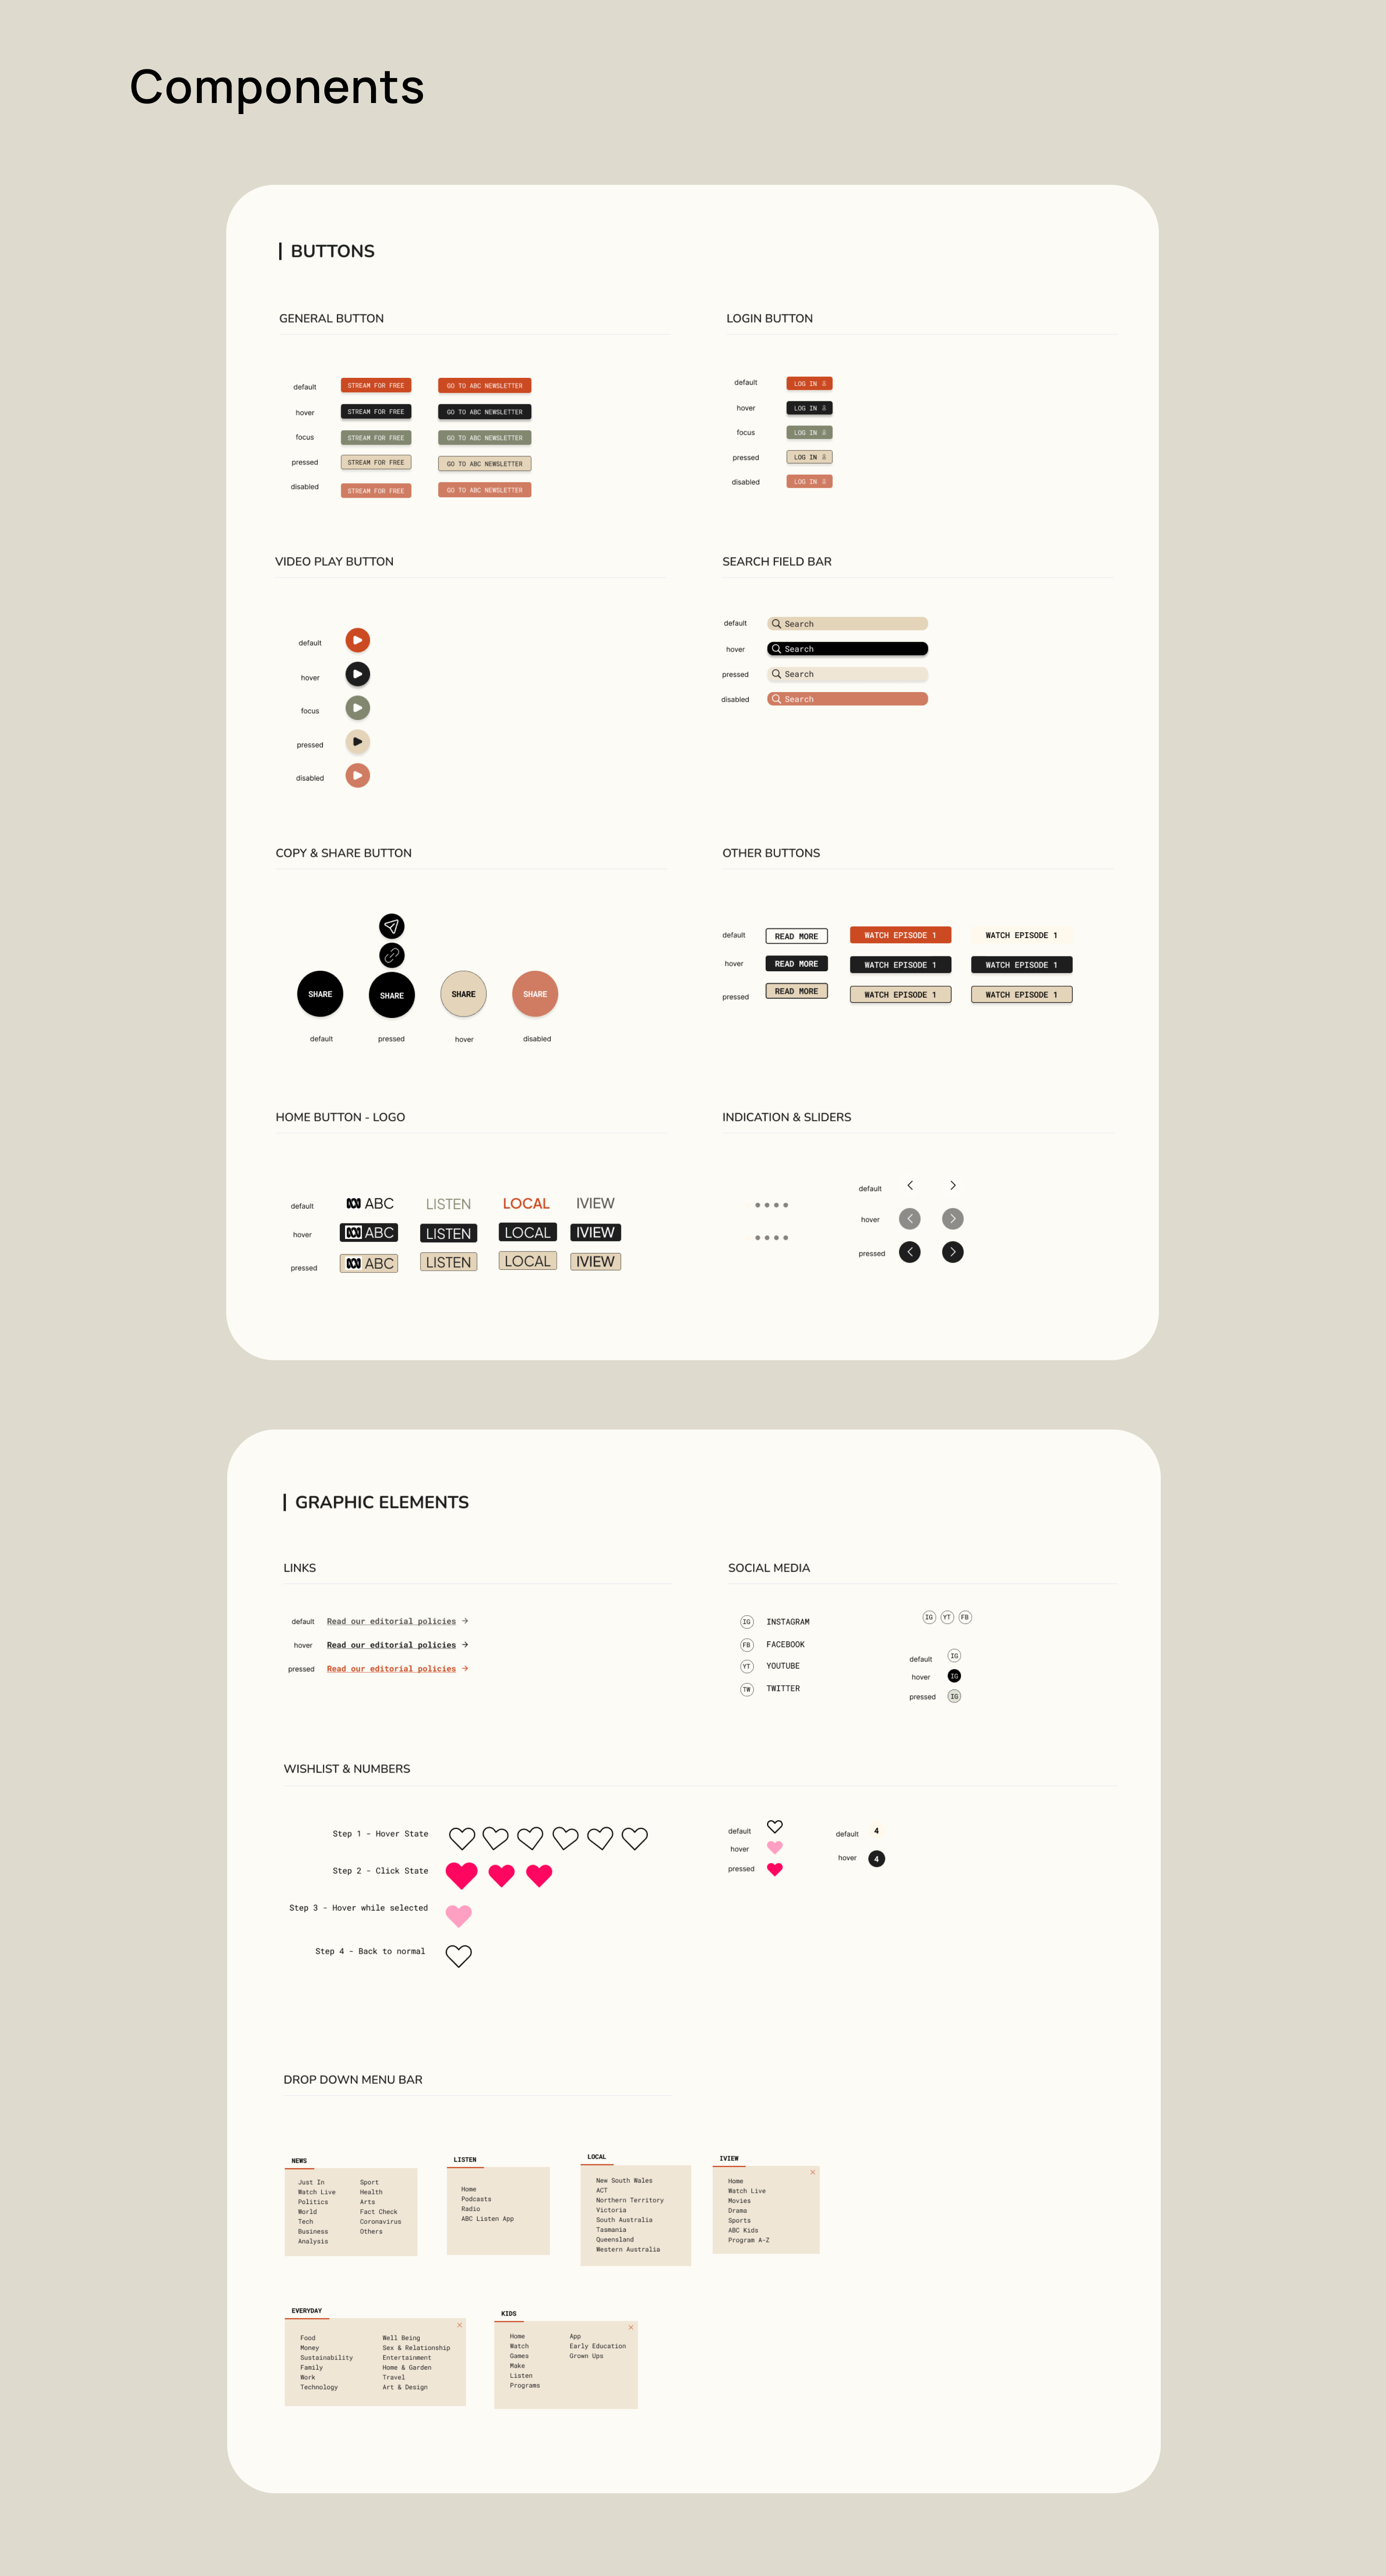 Components
BUTTONS
GENERAL BUTTON
default STREAM FOR FREE GO TO ABC NEWSLETTER
hover STREAM FOR FREE GO TO ABC NEWSLETTER
focus STREAM FOR FREE GO TO ABC NEWSLETTER
pressed STREAM FOR FREE GO TO ABC NEWSLETTER
disabled STREAM FOR FREE GO TO ABC NEWSLETTER
LOGIN BUTTON
default LOG IN
hover LOG IN
focus LOG IN
pressed LOG IN
disabled LOG IN
VIDEO PLAY BUTTON
default
hover
focus
pressed
disabled
SEARCH FIELD BAR
default Search
hover Search
pressed Search
disabled Search
COPY & SHARE BUTTON
SHARE SHARE SHARE SHARE
default pressed hover disabled
OTHER BUTTONS
default READ MORE WATCH EPISODE 1 WATCH EPISODE 1
hover READ MORE WATCH EPISODE 1 WATCH EPISODE 1
pressed READ MORE WATCH EPISODE 1 WATCH EPISODE 1
HOME BUTTON - LOGO
default ABC LISTEN LOCAL IVIEW
hover ABC LISTEN LOCAL IVIEW
pressed ABC LISTEN LOCAL IVIEW
INDICATION & SLIDERS
default
hover
pressed
GRAPHIC ELEMENTS
LINKS
default Read our editorial policies
hover Read our editorial policies
pressed Read our editorial policies
SOCIAL MEDIA
IG INSTAGRAM
FB FACEBOOK
YT YOUTUBE
TW TWITTER
IG YT FB
default IG
hover IG
pressed IG
WISHLIST & NUMBERS
Step 1 - Hover State
Step 2 - Click State
Step 3 - Hover while selected
Step 4 - Back to normal
default
hover
pressed
default 4
hover 4
DROP DOWN MENU BAR
NEWS
Just In Sport
Watch Live Health
Politics Arts
World Fact Check
Tech Coronavirus
Business Others
Analysis
LISTEN
Home
Podcasts
Radio
ABC Listen App
LOCAL
New South Wales
ACT
Northern Territory
Victoria
South Australia
Tasmania
Queensland
Western Australia
IVIEW
Home
Watch Live
Movies
Drama
Sports
ABC Kids
Program A-Z
EVERYDAY
Food Well Being
Money Sex & Relationship
Sustainability Entertainment
Family Home & Garden
Work Travel
Technology Art & Design
KIDS
Home App
Watch Early Education
Games Grown Ups
Make
Listen
Programs